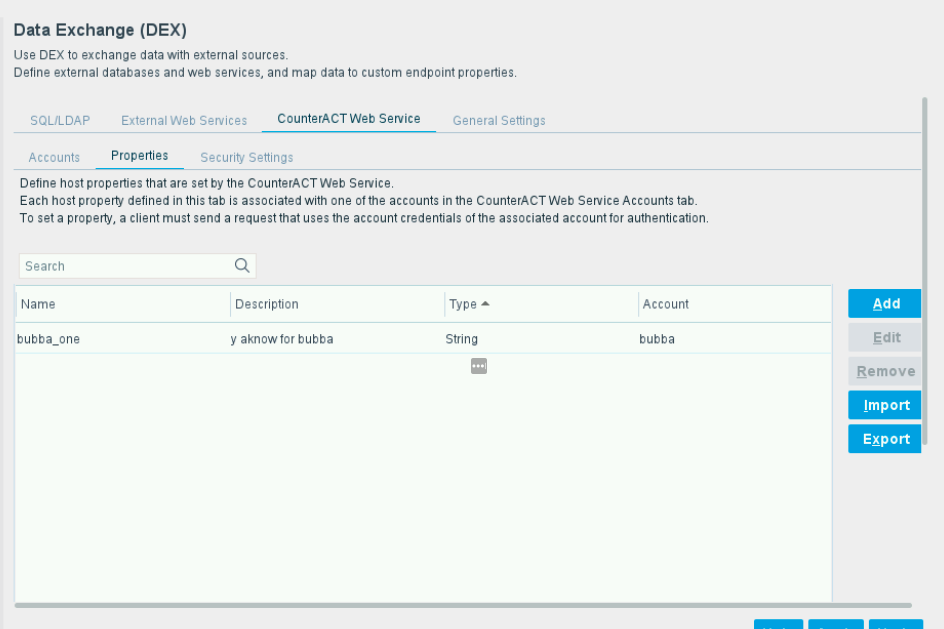 Data Exchange (DEX)
Use DEX to exchange data with external sources.
Define external databases and web services, and map data to custom endpoint properties.
SQL/LDAP External Web Services CounterACT Web Service General Settings
Accounts Properties Security Settings
Define host properties that are set by the CounterACT Web Service.
Each host property defined in this tab is associated with one of the accounts in the CounterACT Web Service Accounts tab.
To set a property, a client must send a request that uses the account credentials of the associated account for authentication.
Search
Name Description Type Account
Add
bubba_one y aknow for bubba String bubba
Edit
Remove
Import
Export